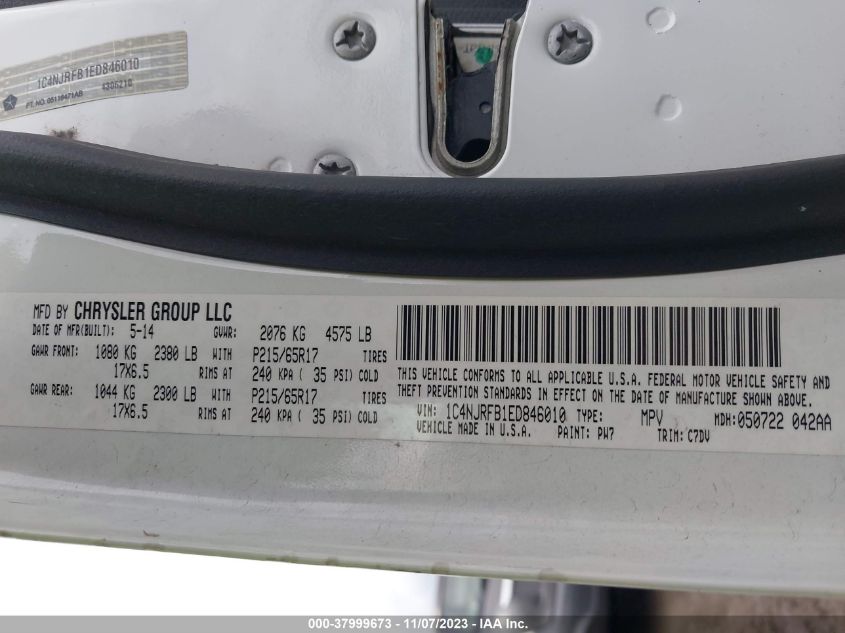 1C4NJRFB1ED846010
4305210
PT. NO. 05116471AB
MFD BY CHRYSLER GROUP LLC
DATE OF MFR(BUILT): 5-14 GVWR: 2076 KG 4575 LB
GAWR FRONT: 1080 KG 2380 LB WITH P215/65R17 TIRES
17X6.5 RIMS AT 240 KPA ( 35 PSI) COLD
GAWR REAR: 1044 KG 2300 LB WITH P215/65R17 TIRES
17X6.5 RIMS AT 240 KPA ( 35 PSI) COLD
THIS VEHICLE CONFORMS TO ALL APPLICABLE U.S.A. FEDERAL MOTOR VEHICLE SAFETY AND
THEFT PREVENTION STANDARDS IN EFFECT ON THE DATE OF MANUFACTURE SHOWN ABOVE.
VIN: 1C4NJRFB1ED846010 TYPE: MPV MDH:050722 042AA
VEHICLE MADE IN U.S.A. PAINT: PW7 TRIM: C7DV
000-37999673 - 11/07/2023 - IAA Inc.